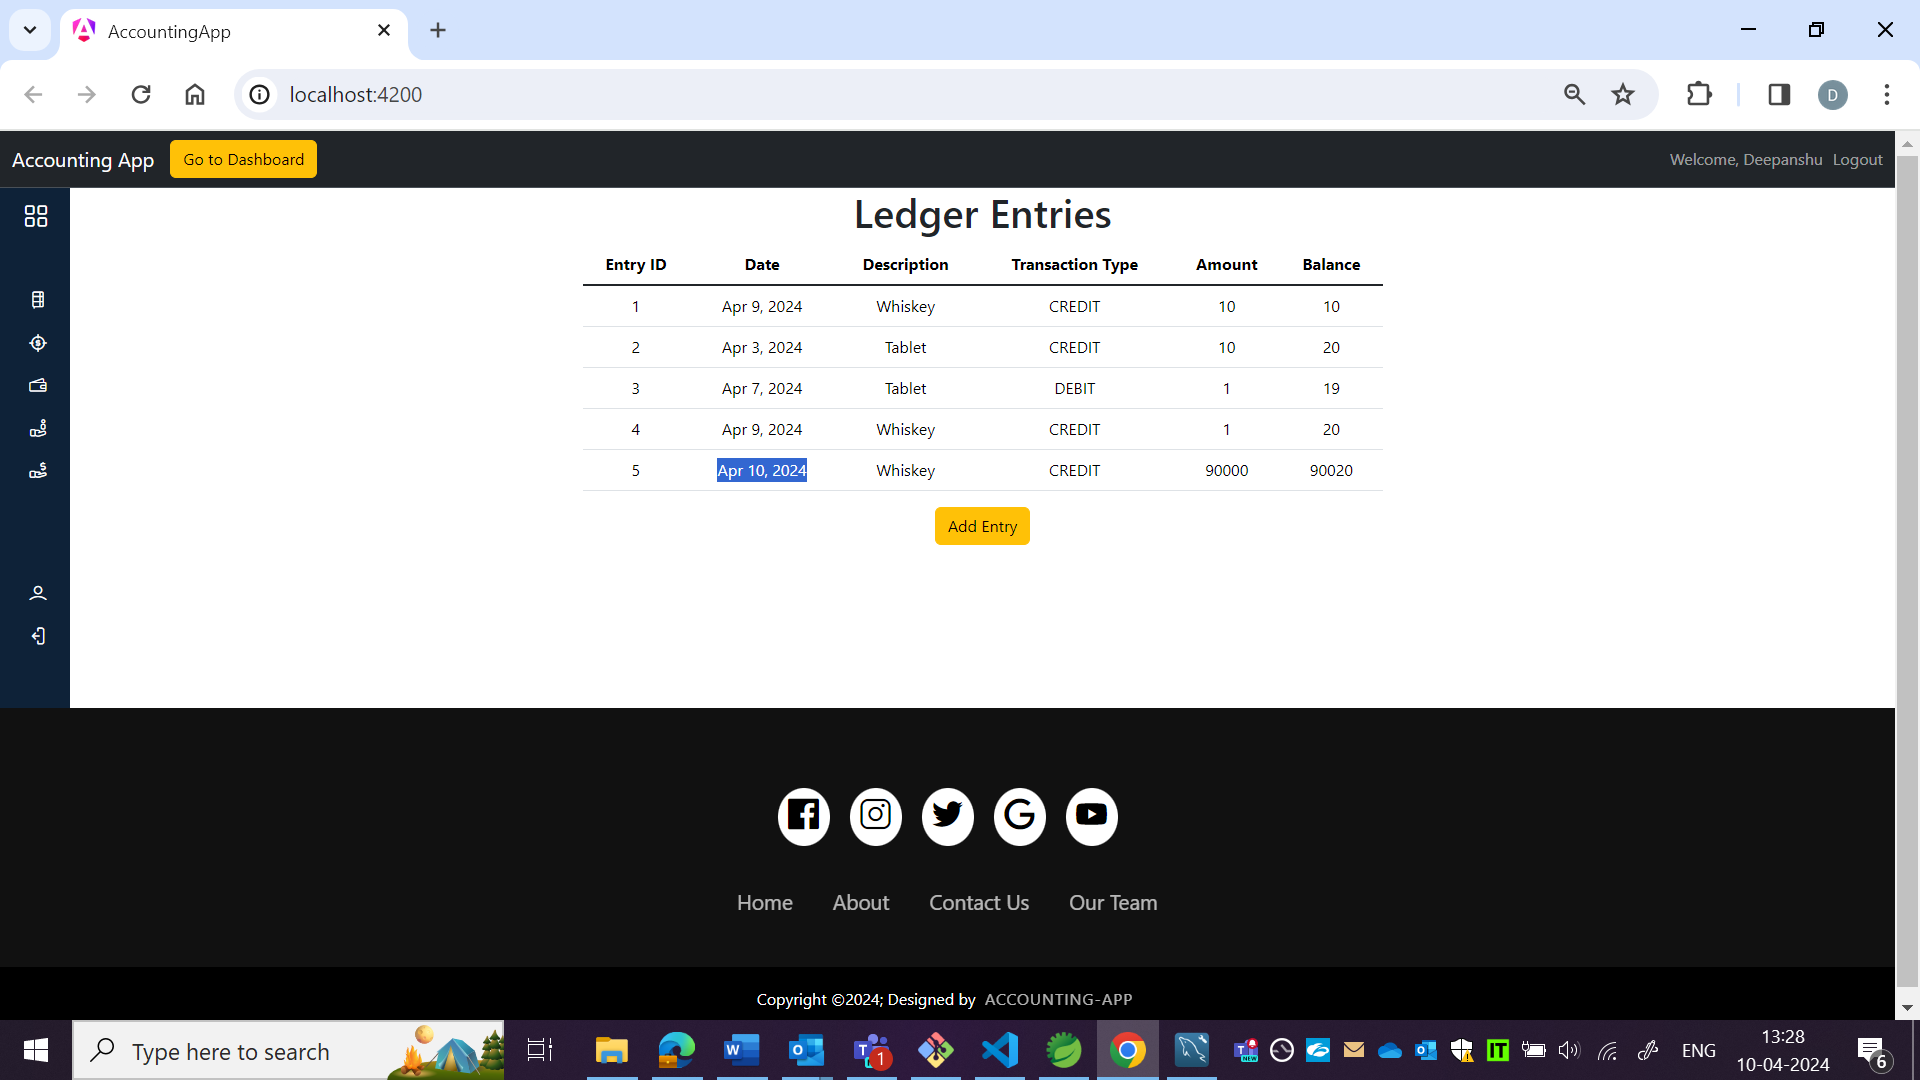 AccountingApp
localhost:4200
D
Accounting App Go to Dashboard Welcome, Deepanshu Logout
Ledger Entries
Entry ID Date Description Transaction Type Amount Balance
1 Apr 9, 2024 Whiskey CREDIT 10 10
2 Apr 3, 2024 Tablet CREDIT 10 20
3 Apr 7, 2024 Tablet DEBIT 1 19
4 Apr 9, 2024 Whiskey CREDIT 1 20
5 Apr 10, 2024 Whiskey CREDIT 90000 90020
Add Entry
Home About Contact Us Our Team
Copyright ©2024; Designed by ACCOUNTING-APP
Type here to search
1
NEW
IT
ENG
13:28
10-04-2024
6